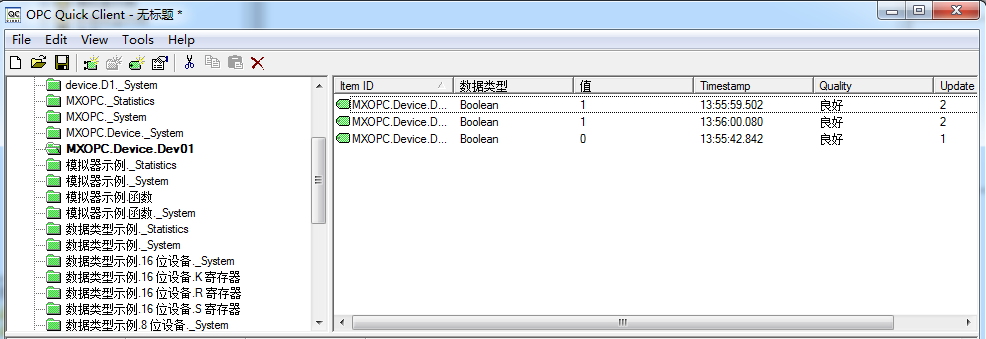 OPC Quick Client - 无标题 *
File Edit View Tools Help
device.D1._System
MXOPC._Statistics
MXOPC._System
MXOPC.Device._System
MXOPC.Device.Dev01
模拟器示例._Statistics
模拟器示例._System
模拟器示例.函数
模拟器示例.函数._System
数据类型示例._Statistics
数据类型示例._System
数据类型示例.16 位设备._System
数据类型示例.16 位设备.K 寄存器
数据类型示例.16 位设备.R 寄存器
数据类型示例.16 位设备.S 寄存器
数据类型示例.8 位设备._System
Item ID 数据类型 值 Timestamp Quality Update
MXOPC.Device.D... Boolean 1 13:55:59.502 良好 2
MXOPC.Device.D... Boolean 1 13:56:00.080 良好 2
MXOPC.Device.D... Boolean 0 13:55:42.842 良好 1